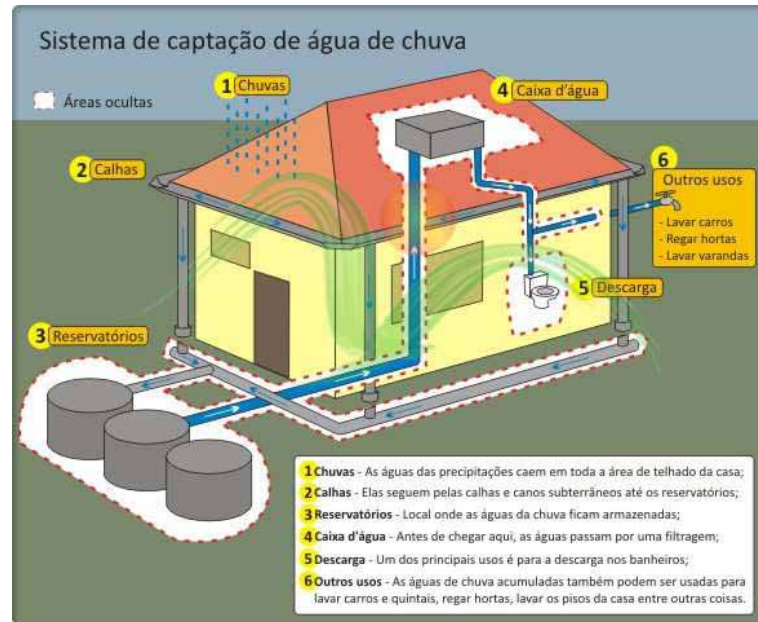 Sistema de captação de água de chuva
Áreas ocultas
1 Chuvas
4 Caixa d'água
2 Calhas
6
Outros usos
- Lavar carros
- Regar hortas
- Lavar varandas
5 Descarga
3 Reservatórios
1 Chuvas - As águas das precipitações caem em toda a área de telhado da casa;
2 Calhas - Elas seguem pelas calhas e canos subterrâneos até os reservatórios;
3 Reservatórios - Local onde as águas da chuva ficam armazenadas;
4 Caixa d'água - Antes de chegar aqui, as águas passam por uma filtragem;
5 Descarga - Um dos principais usos é para a descarga nos banheiros;
6 Outros usos - As águas de chuva acumuladas também podem ser usadas para
lavar carros e quintais, regar hortas, lavar os pisos da casa entre outras coisas.